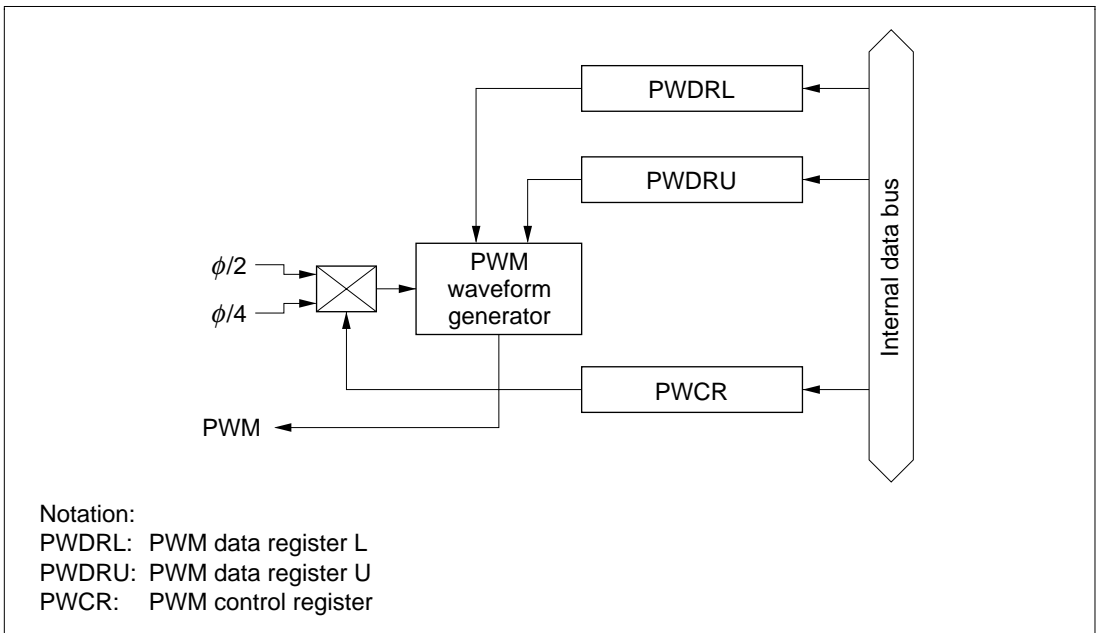 PWDRL
PWDRU
Internal data bus
ϕ/2
ϕ/4
PWM
waveform
generator
PWCR
PWM
Notation:
PWDRL: PWM data register L
PWDRU: PWM data register U
PWCR: PWM control register